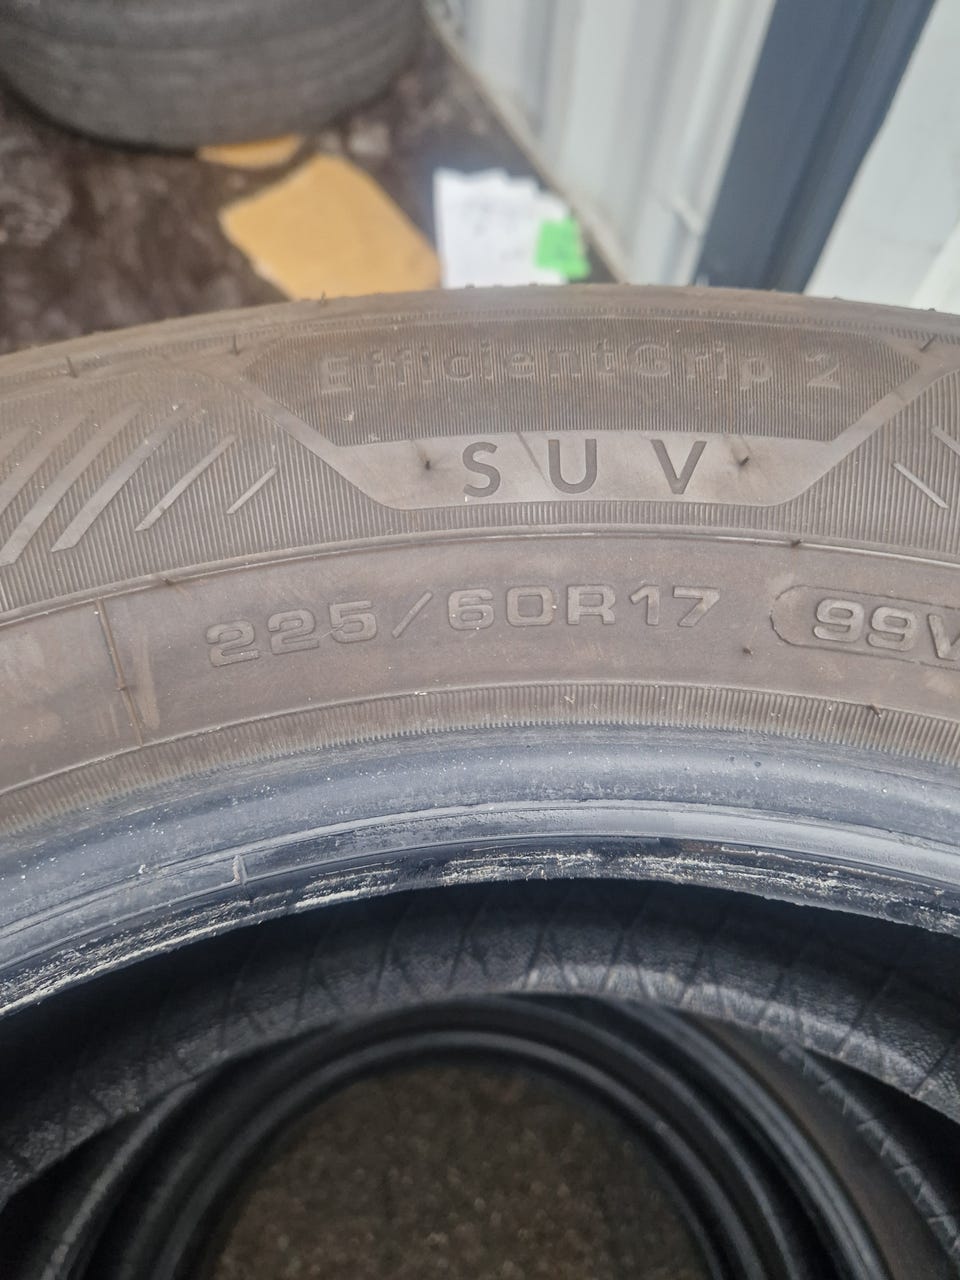 EfficientGrip 2
SUV
225/60R17 99V